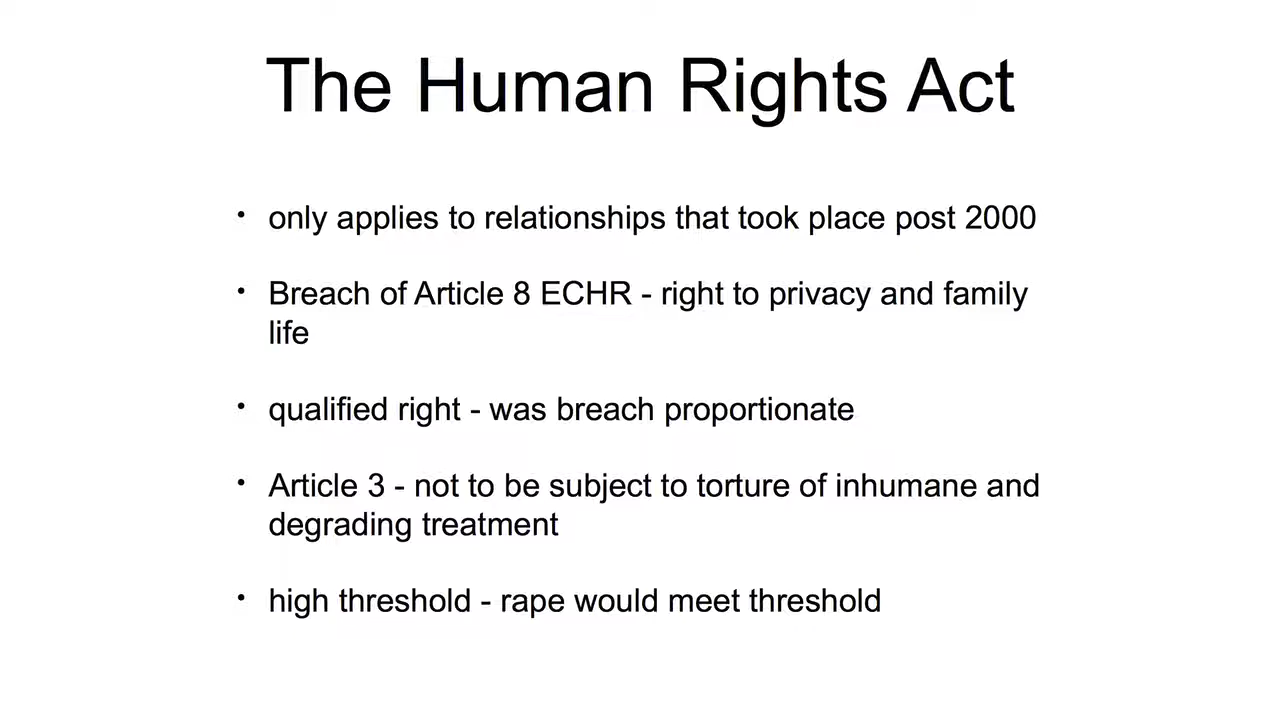 The Human Rights Act
• only applies to relationships that took place post 2000
• Breach of Article 8 ECHR - right to privacy and family
life
• qualified right - was breach proportionate
• Article 3 - not to be subject to torture of inhumane and
degrading treatment
• high threshold - rape would meet threshold